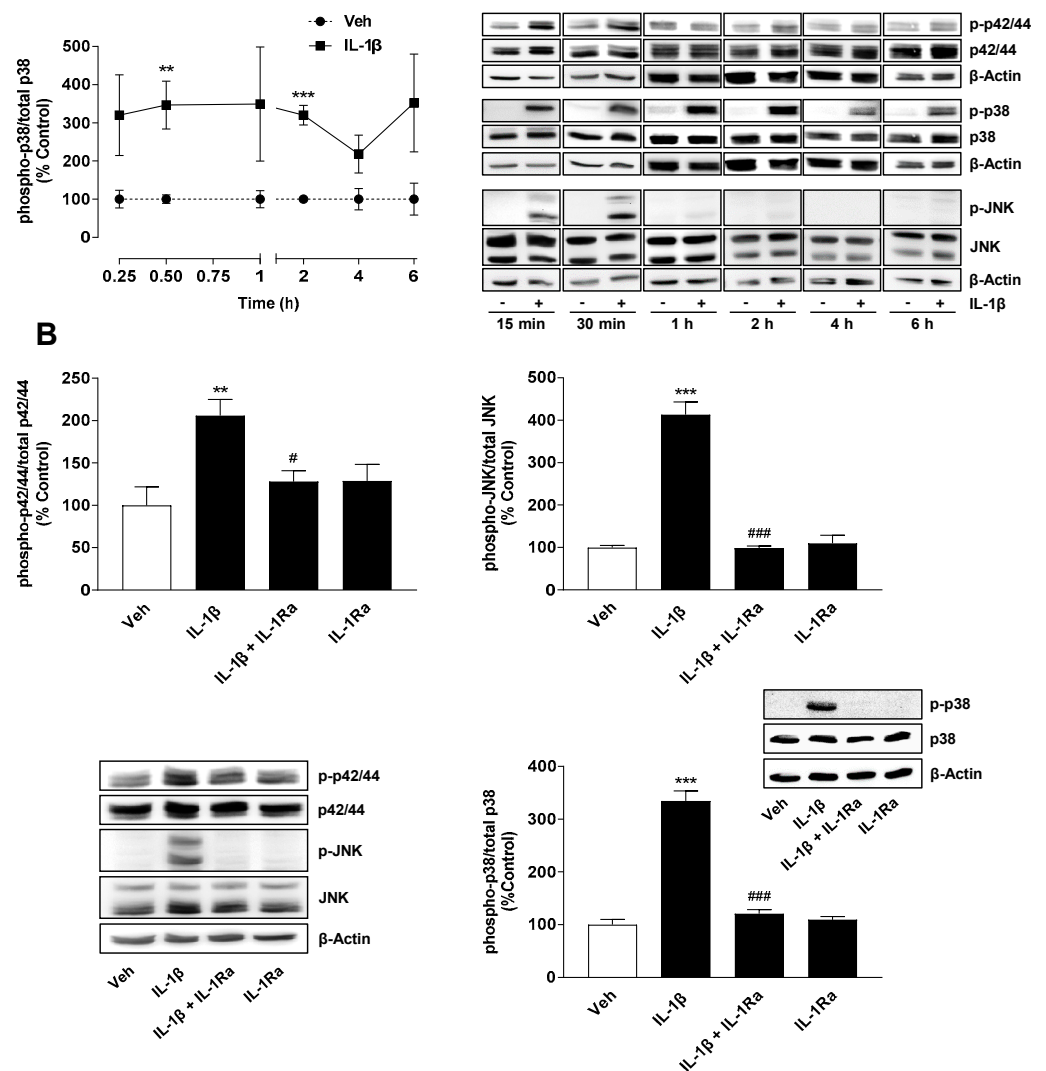 Veh
IL-1β
phospho-p38/total p38
(% Control)
500
400
300
200
100
0
**
***
0.25 0.50 0.75 1 2 4 6
Time (h)
p-p42/44
p42/44
β-Actin
p-p38
p38
β-Actin
p-JNK
JNK
β-Actin
- + - + - + - + - + - + IL-1β
15 min 30 min 1 h 2 h 4 h 6 h
B
phospho-p42/44/total p42/44
(% Control)
250
200
150
100
50
0
**
#
Veh
IL-1β
IL-1β + IL-1Ra
IL-1Ra
phospho-JNK/total JNK
(% Control)
500
400
300
200
100
0
***
###
Veh
IL-1β
IL-1β + IL-1Ra
IL-1Ra
p-p42/44
p42/44
p-JNK
JNK
β-Actin
Veh
IL-1β
IL-1β + IL-1Ra
IL-1Ra
p-p38
p38
β-Actin
Veh
IL-1β
IL-1β + IL-1Ra
IL-1Ra
phospho-p38/total p38
(%Control)
400
300
200
100
0
***
###
Veh
IL-1β
IL-1β + IL-1Ra
IL-1Ra